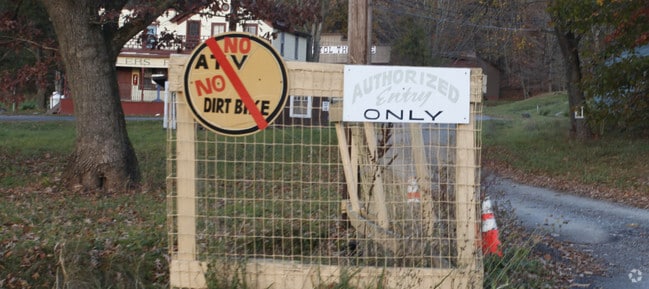 NO
ATV
NO
DIRT BIKE
AUTHORIZED
Entry
ONLY